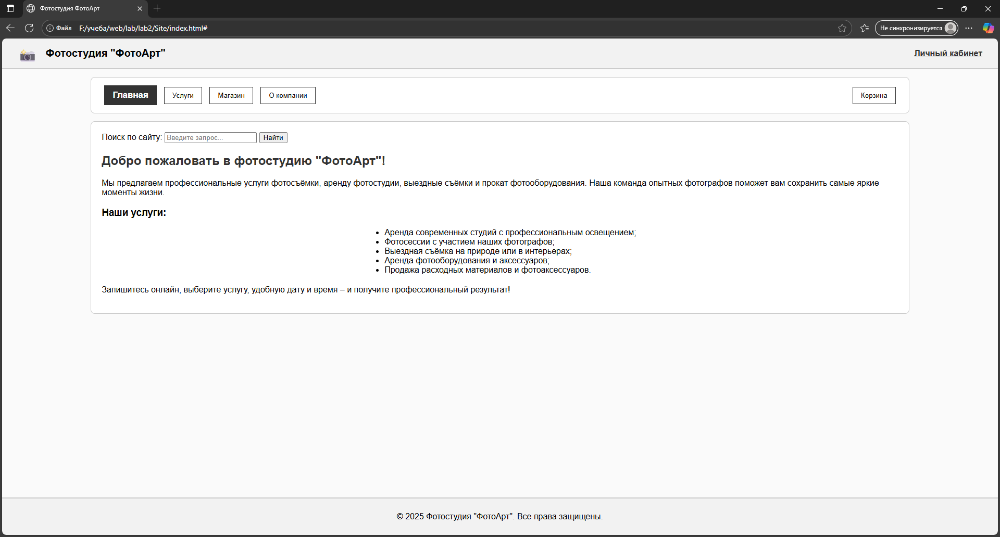 Фотостудия ФотоАрт
Файл F:/учеба/web/lab/lab2/Site/index.html#
Не синхронизируется
Фотостудия "ФотоАрт"
Личный кабинет
Главная
Услуги
Магазин
О компании
Корзина
Поиск по сайту: Введите запрос... Найти
Добро пожаловать в фотостудию "ФотоАрт"!
Мы предлагаем профессиональные услуги фотосъёмки, аренду фотостудии, выездные съёмки и прокат фотооборудования. Наша команда опытных фотографов поможет вам сохранить самые яркие
моменты жизни.
Наши услуги:
• Аренда современных студий с профессиональным освещением;
• Фотосессии с участием наших фотографов;
• Выездная съёмка на природе или в интерьерах;
• Аренда фотооборудования и аксессуаров;
• Продажа расходных материалов и фотоаксессуаров.
Запишитесь онлайн, выберите услугу, удобную дату и время – и получите профессиональный результат!
© 2025 Фотостудия "ФотоАрт". Все права защищены.